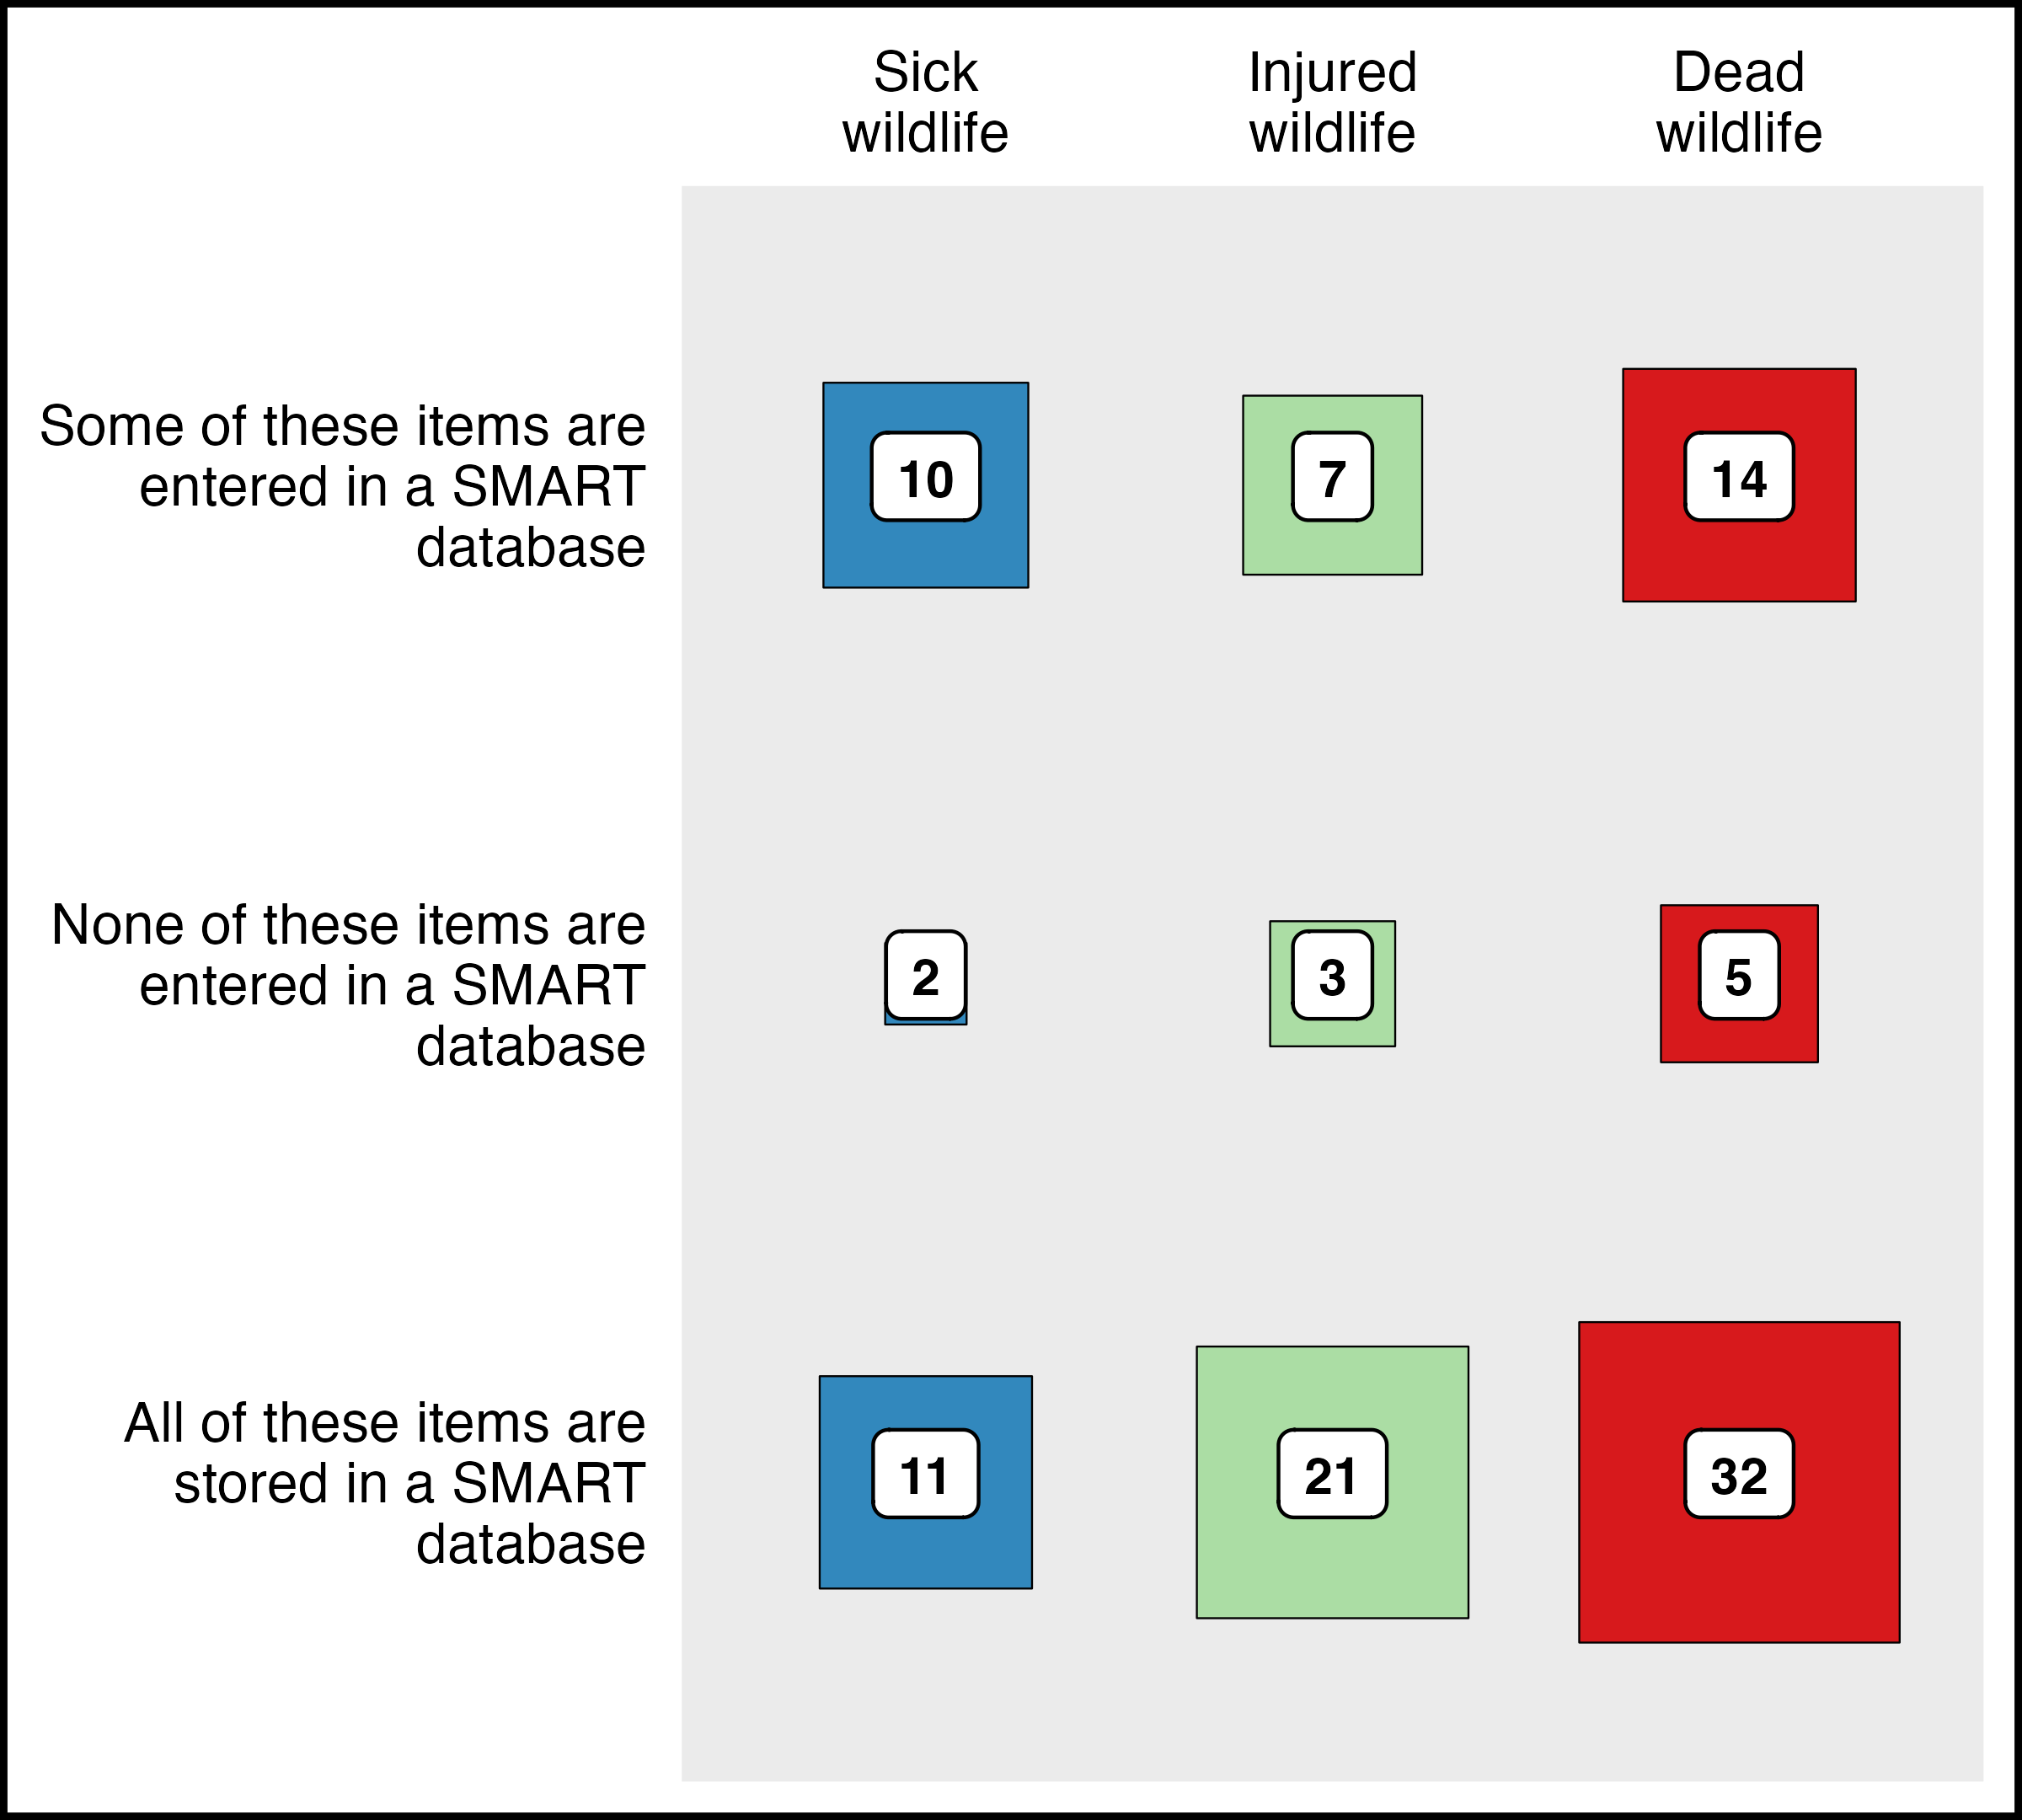 Sick
wildlife
Injured
wildlife
Dead
wildlife
Some of these items are
entered in a SMART
database
10
7
14
None of these items are
entered in a SMART
database
2
3
5
All of these items are
stored in a SMART
database
11
21
32